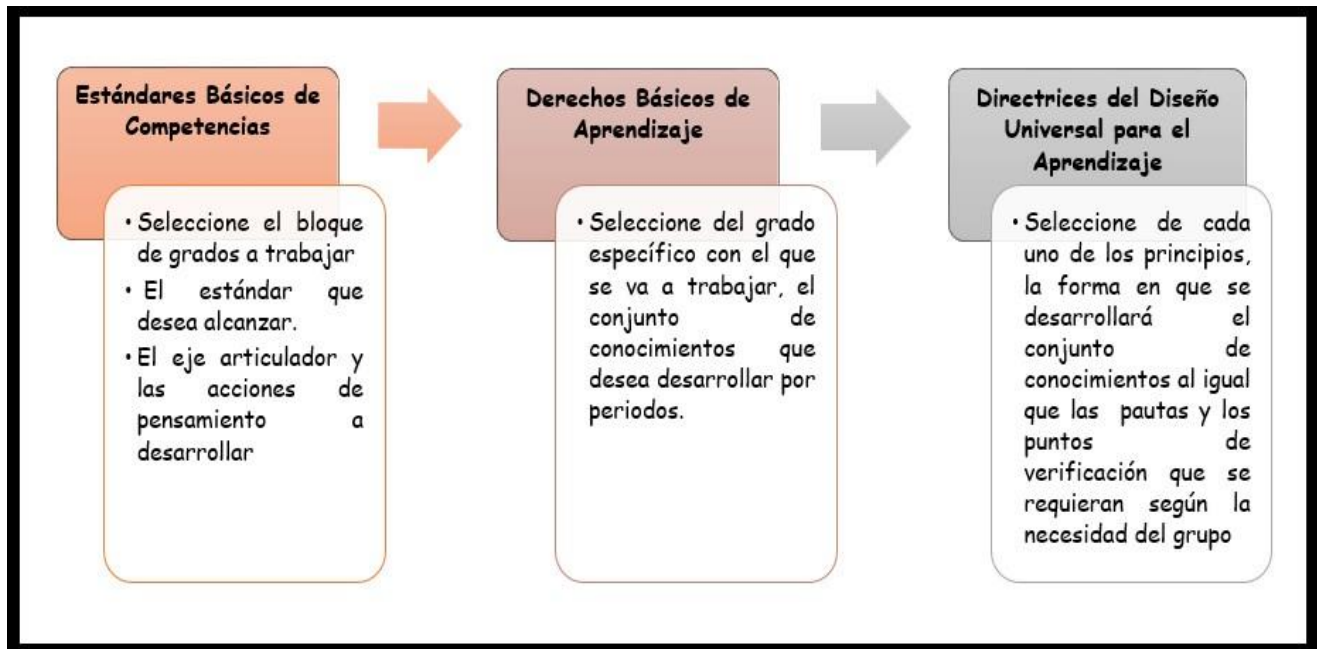 Estándares Básicos de
Competencias
• Seleccione el bloque
de grados a trabajar
• El estándar que
desea alcanzar.
• El eje articulador y
las acciones de
pensamiento a
desarrollar
Derechos Básicos de
Aprendizaje
• Seleccione del grado
específico con el que
se va a trabajar, el
conjunto de
conocimientos que
desea desarrollar por
periodos.
Directrices del Diseño
Universal para el
Aprendizaje
• Seleccione de cada
uno de los principios,
la forma en que se
desarrollará el
conjunto de
conocimientos al igual
que las pautas y los
puntos de
verificación que se
requieran según la
necesidad del grupo